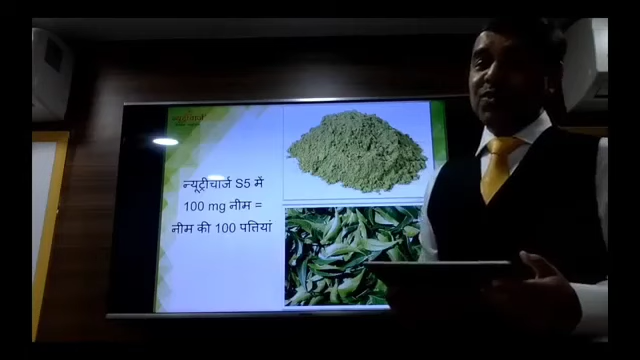 न्यूट्रीचार्ज
न्यूट्रीचार्ज S5 में
100 mg नीम =
नीम की 100 पत्तियां